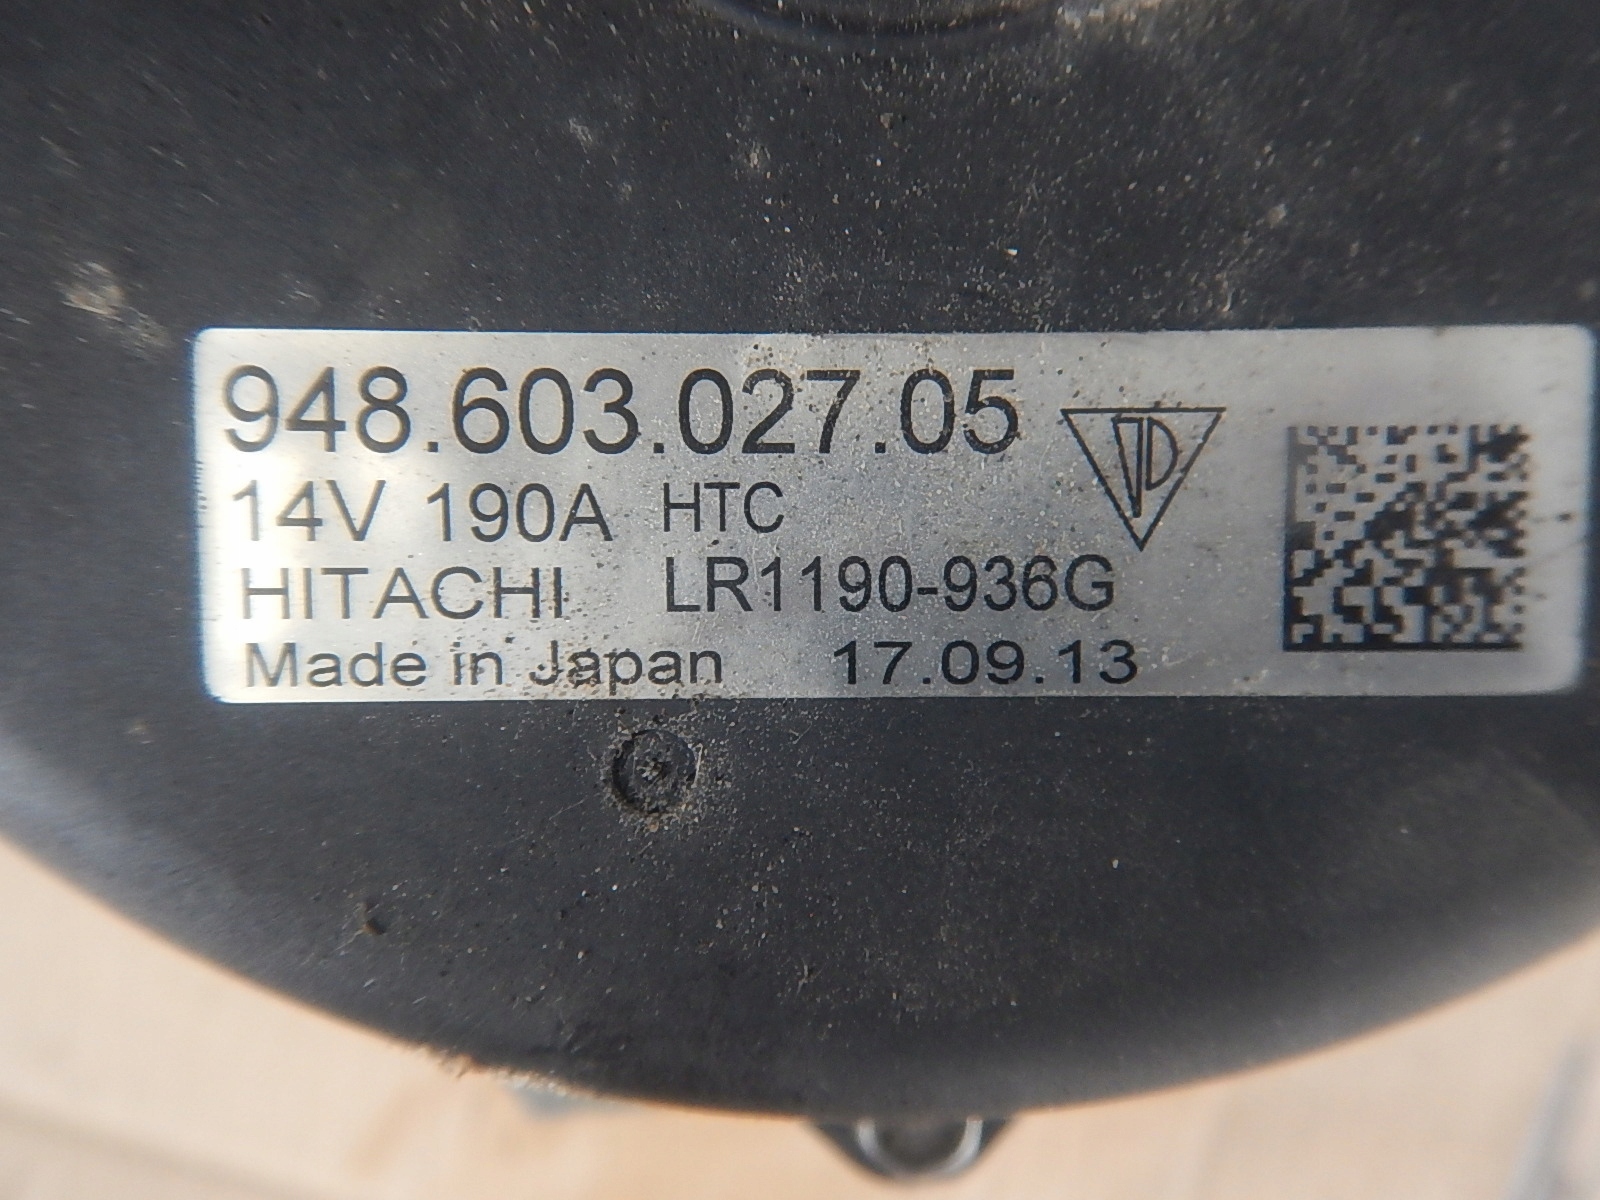 948.603.027.05
14V 190A HTC
HITACHI LR1190-936G
Made in Japan 17.09.13